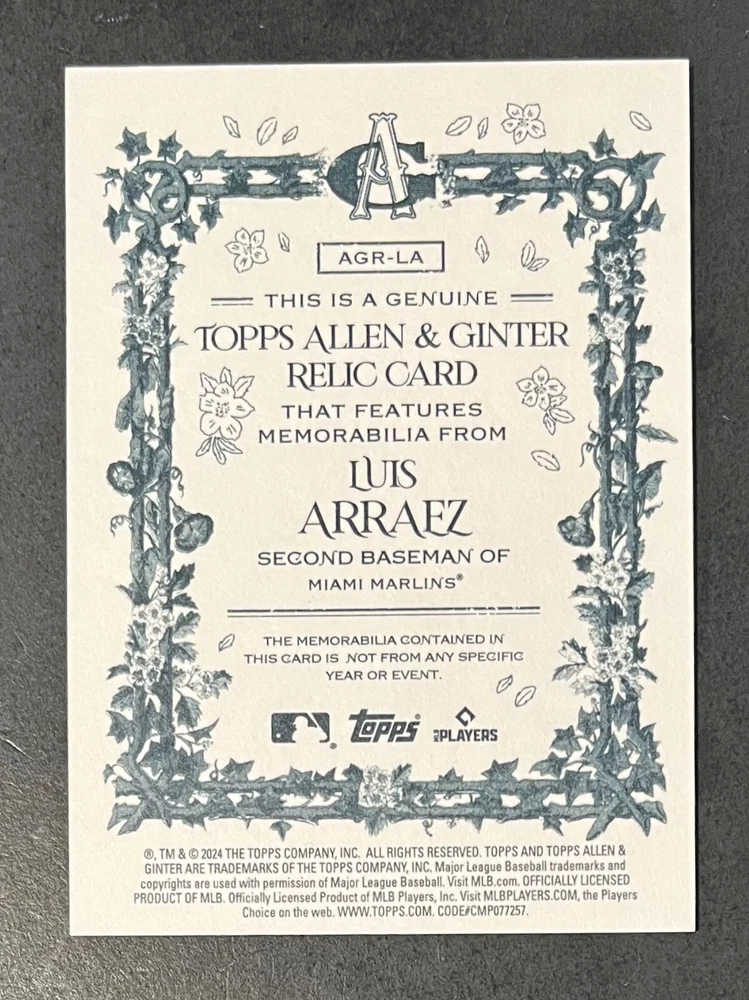 AG
AGR-LA
THIS IS A GENUINE
TOPPS ALLEN & GINTER
RELIC CARD
THAT FEATURES
MEMORABILIA FROM
LUIS
ARRAEZ
SECOND BASEMAN OF
MIAMI MARLINS®
THE MEMORABILIA CONTAINED IN
THIS CARD IS NOT FROM ANY SPECIFIC
YEAR OR EVENT.
® topps® MLB PLAYERS
®, TM & © 2024 THE TOPPS COMPANY, INC. ALL RIGHTS RESERVED. TOPPS AND TOPPS ALLEN &
GINTER ARE TRADEMARKS OF THE TOPPS COMPANY, INC. Major League Baseball trademarks and
copyrights are used with permission of Major League Baseball. Visit MLB.com. OFFICIALLY LICENSED
PRODUCT OF MLB. Officially Licensed Product of MLB Players, Inc. Visit MLBPLAYERS.COM, the Players
Choice on the web. WWW.TOPPS.COM. CODE#CMP077257.